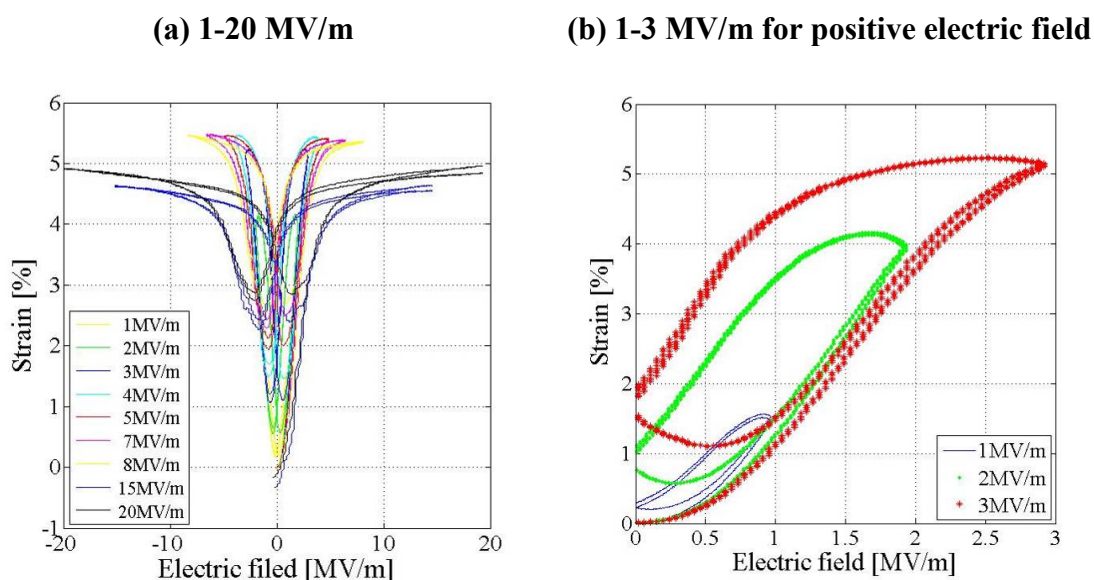 (a) 1-20 MV/m
(b) 1-3 MV/m for positive electric field
6
5
4
3
2
1
0
-1
-20
-10
0
10
20
Strain [%]
Electric filed [MV/m]
1MV/m
2MV/m
3MV/m
4MV/m
5MV/m
7MV/m
8MV/m
15MV/m
20MV/m
6
5
4
3
2
1
0
0
0.5
1
1.5
2
2.5
3
Strain [%]
Electric field [MV/m]
1MV/m
2MV/m
3MV/m